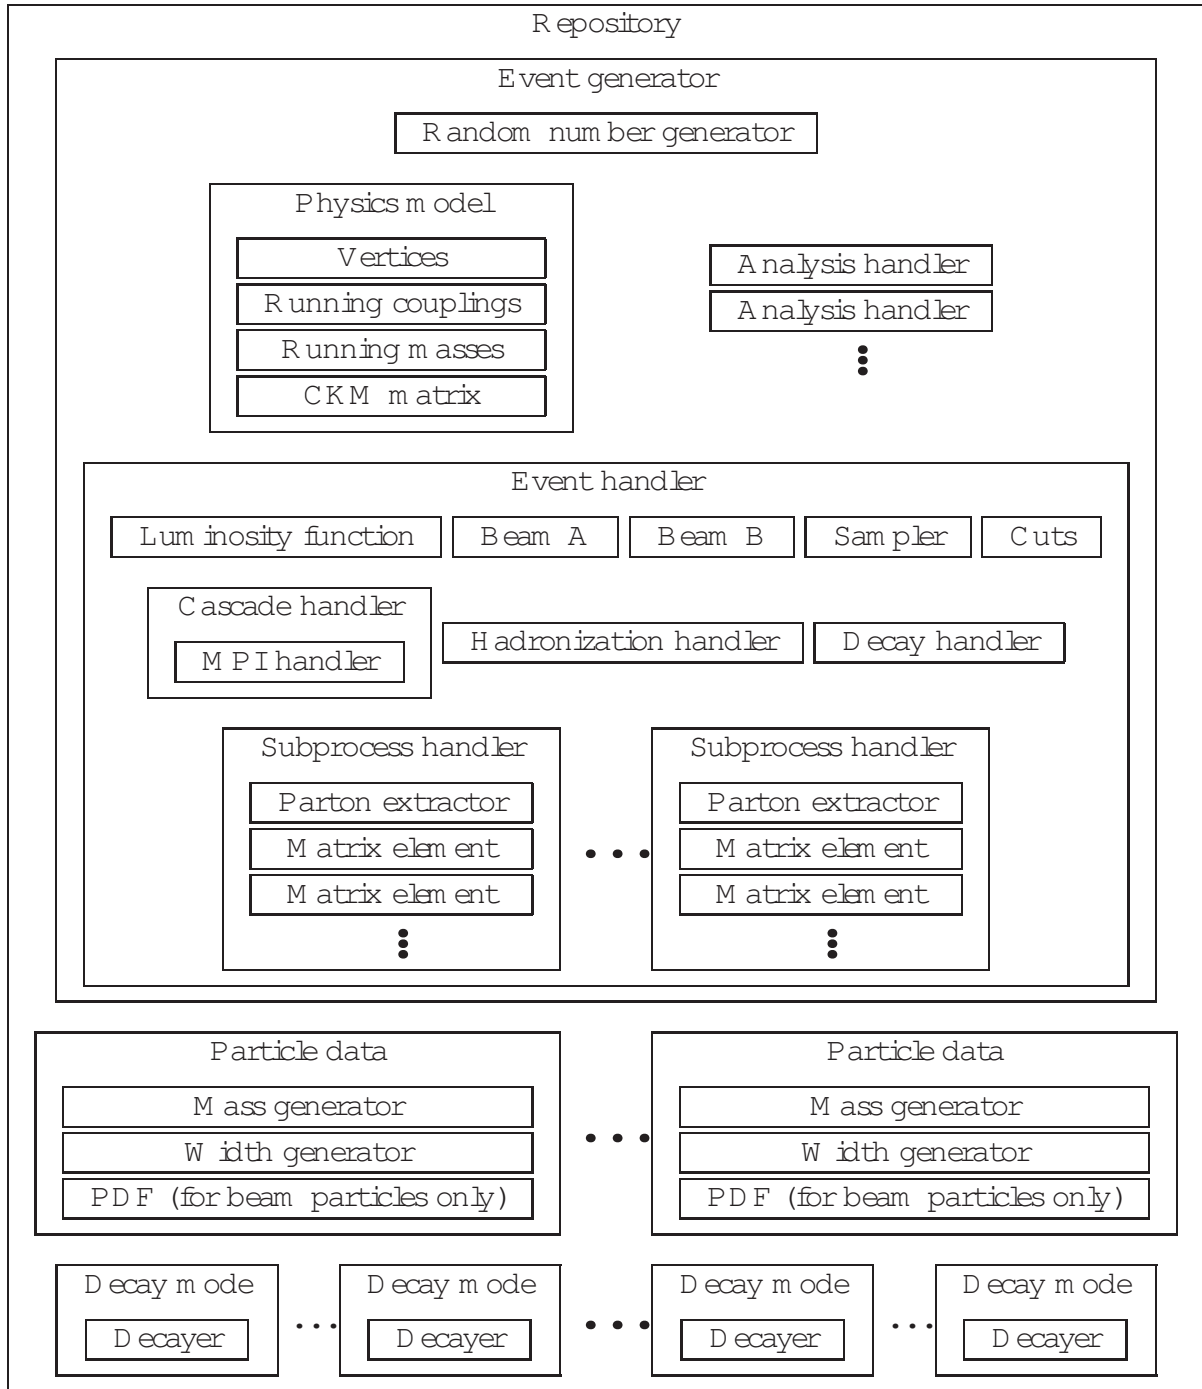 Repository
Event generator
Random number generator
Physics model
Vertices
Running couplings
Running masses
CKM matrix
Analysis handler
Analysis handler
Event handler
Luminosity function
Beam A
Beam B
Sampler
Cuts
Cascade handler
MPI handler
Hadronization handler
Decay handler
Subprocess handler
Parton extractor
Matrix element
Matrix element
...
Subprocess handler
Parton extractor
Matrix element
Matrix element
Particle data
Mass generator
Width generator
PDF (for beam particles only)
...
Particle data
Mass generator
Width generator
PDF (for beam particles only)
Decay mode
Decayer
...
Decay mode
Decayer
...
Decay mode
Decayer
...
Decay mode
Decayer